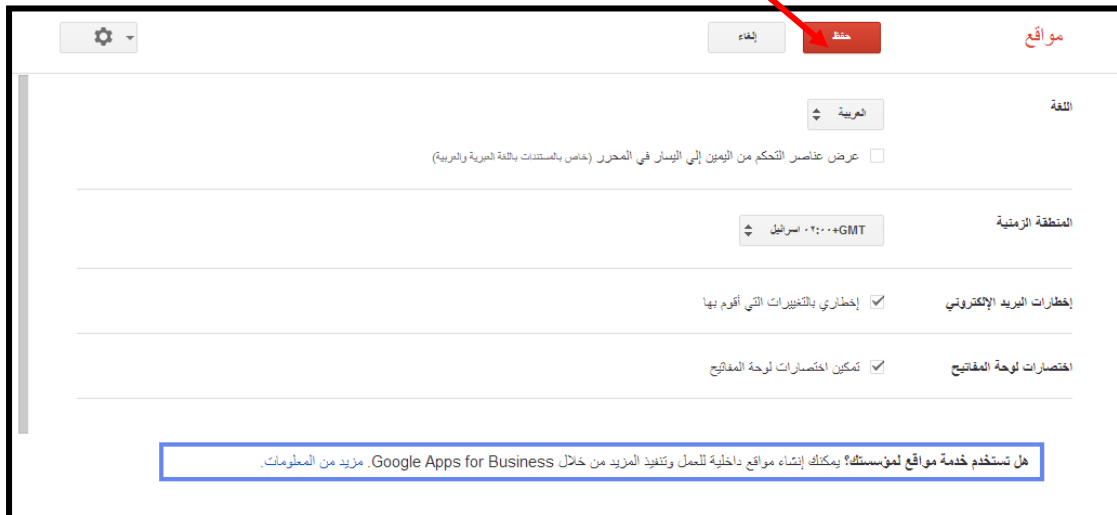 مواقع
حفظ
إلغاء
اللغة
العربية
عرض عناصر التحكم من اليمين إلي اليسار في المحرر (خاص بالمستندات باللغة العبرية والعربية)
المنطقة الزمنية
GMT+٠٢:٠٠ اسرائيل
إخطارات البريد الإلكتروني
إخطاري بالتغييرات التي أقوم بها
اختصارات لوحة المفاتيح
تمكين اختصارات لوحة المفاتيح
هل تستخدم خدمة مواقع لمؤسستك؟ يمكنك إنشاء مواقع داخلية للعمل وتنفيذ المزيد من خلال Google Apps for Business. مزيد من المعلومات.